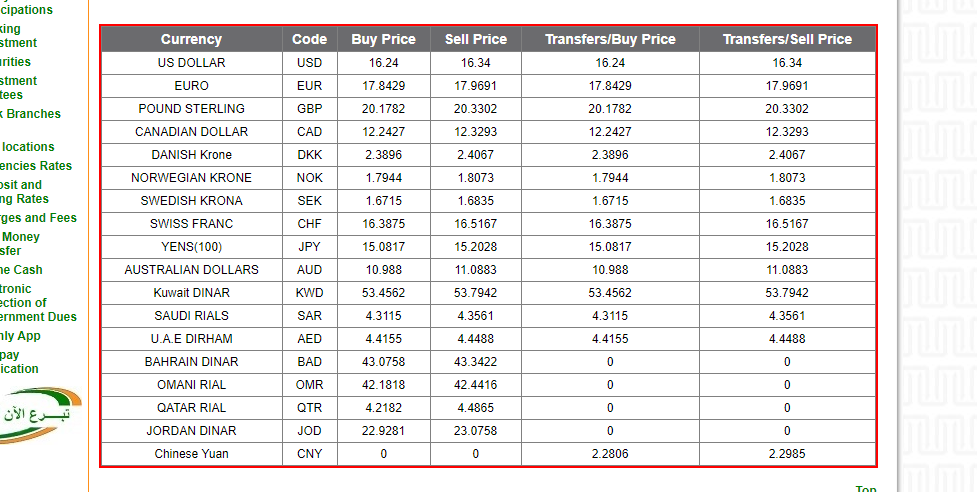 cipations
king
stment
urities
stment
tees
k Branches
locations
encies Rates
osit and
ng Rates
rges and Fees
Money
sfer
ne Cash
tronic
ection of
ernment Dues
nly App
pay
ication
تبرع الآن
Currency Code Buy Price Sell Price Transfers/Buy Price Transfers/Sell Price
US DOLLAR USD 16.24 16.34 16.24 16.34
EURO EUR 17.8429 17.9691 17.8429 17.9691
POUND STERLING GBP 20.1782 20.3302 20.1782 20.3302
CANADIAN DOLLAR CAD 12.2427 12.3293 12.2427 12.3293
DANISH Krone DKK 2.3896 2.4067 2.3896 2.4067
NORWEGIAN KRONE NOK 1.7944 1.8073 1.7944 1.8073
SWEDISH KRONA SEK 1.6715 1.6835 1.6715 1.6835
SWISS FRANC CHF 16.3875 16.5167 16.3875 16.5167
YENS(100) JPY 15.0817 15.2028 15.0817 15.2028
AUSTRALIAN DOLLARS AUD 10.988 11.0883 10.988 11.0883
Kuwait DINAR KWD 53.4562 53.7942 53.4562 53.7942
SAUDI RIALS SAR 4.3115 4.3561 4.3115 4.3561
U.A.E DIRHAM AED 4.4155 4.4488 4.4155 4.4488
BAHRAIN DINAR BAD 43.0758 43.3422 0 0
OMANI RIAL OMR 42.1818 42.4416 0 0
QATAR RIAL QTR 4.2182 4.4865 0 0
JORDAN DINAR JOD 22.9281 23.0758 0 0
Chinese Yuan CNY 0 0 2.2806 2.2985
Top